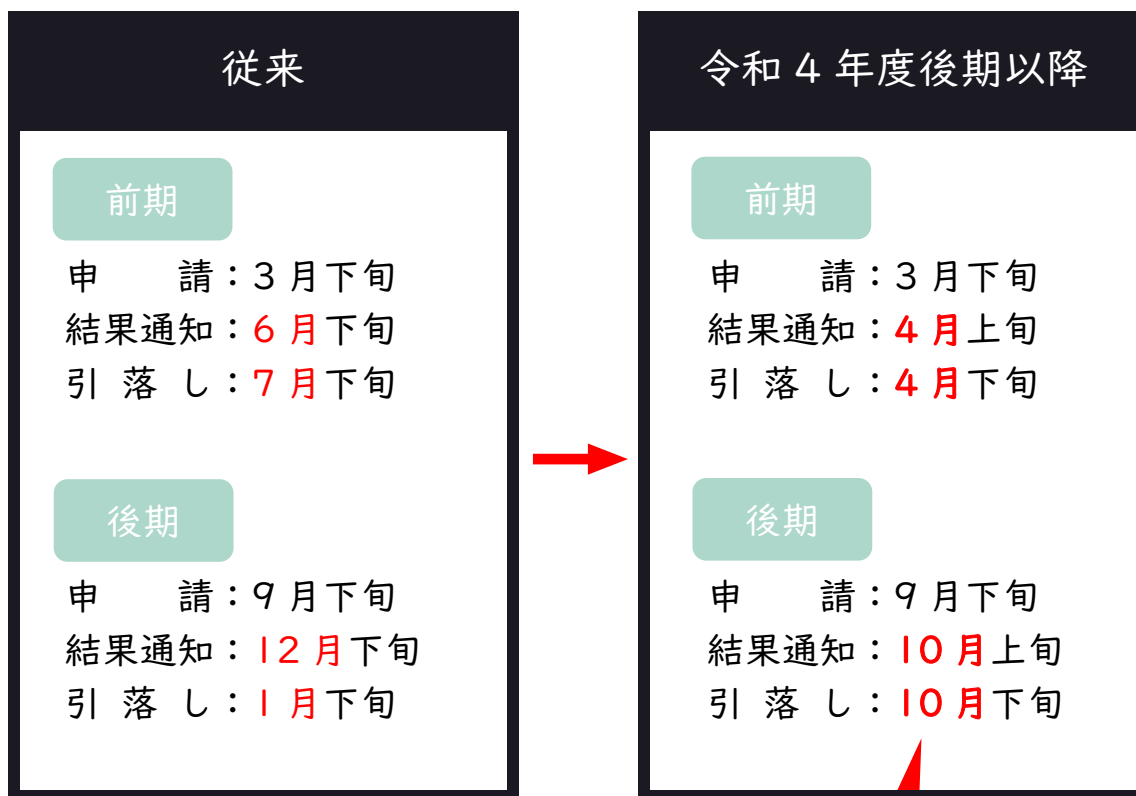 従来
前期
申　　請：3月下旬
結果通知：6月下旬
引 落 し：7月下旬
後期
申　　請：9月下旬
結果通知：12月下旬
引 落 し：1月下旬
令和4年度後期以降
前期
申　　請：3月下旬
結果通知：4月上旬
引 落 し：4月下旬
後期
申　　請：9月下旬
結果通知：10月上旬
引 落 し：10月下旬